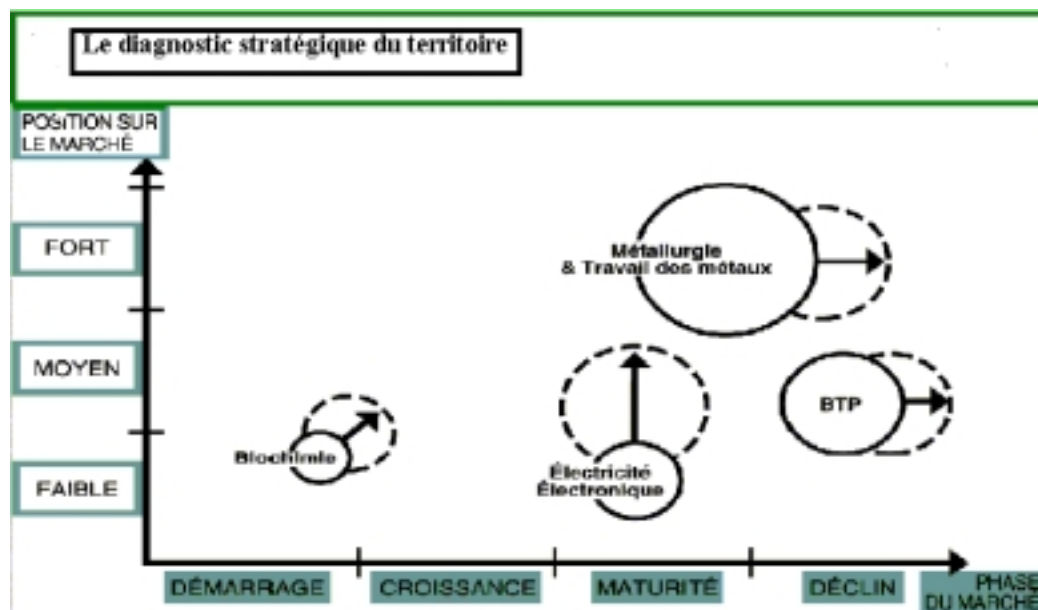 Le diagnostic stratégique du territoire
POSITION SUR
LE MARCHÉ
FORT
Métallurgie
& Travail des métaux
MOYEN
BTP
Biochimie
FAIBLE
Électricité
Électronique
DÉMARRAGE
CROISSANCE
MATURITÉ
DÉCLIN
PHASE
DU MARCHE